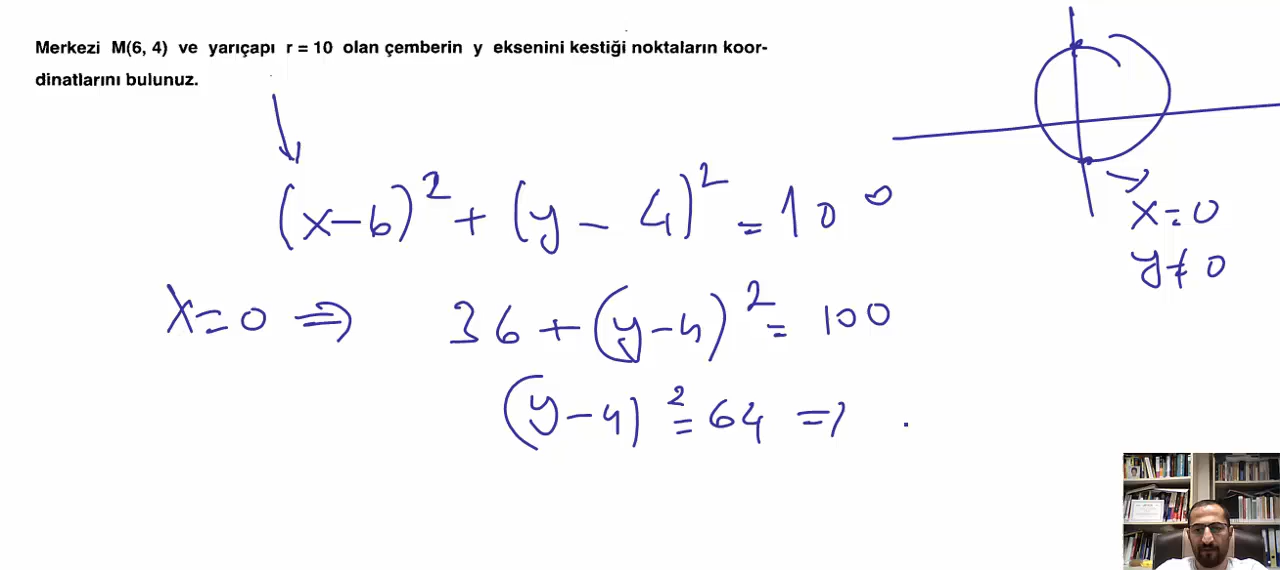 Merkezi M(6, 4) ve yarıçapı r = 10 olan çemberin y eksenini kestiği noktaların koor-
dinatlarını bulunuz.
(x-6)² + (y - 4)² = 100
x=0
y≠0
x=0 ⇒ 36 + (y-4)² = 100
(y-4)² = 64 ⇒ .